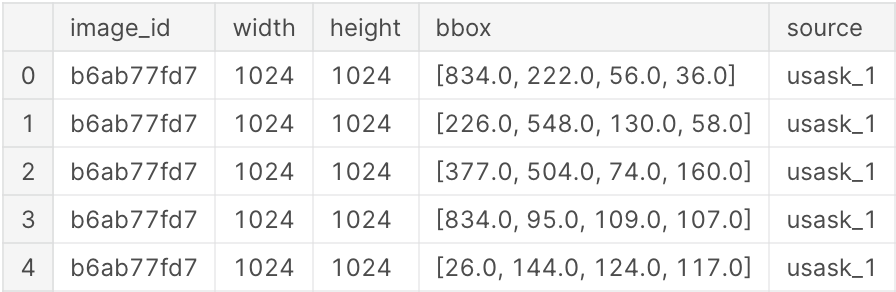 image_id width height bbox source
0 b6ab77fd7 1024 1024 [834.0, 222.0, 56.0, 36.0] usask_1
1 b6ab77fd7 1024 1024 [226.0, 548.0, 130.0, 58.0] usask_1
2 b6ab77fd7 1024 1024 [377.0, 504.0, 74.0, 160.0] usask_1
3 b6ab77fd7 1024 1024 [834.0, 95.0, 109.0, 107.0] usask_1
4 b6ab77fd7 1024 1024 [26.0, 144.0, 124.0, 117.0] usask_1